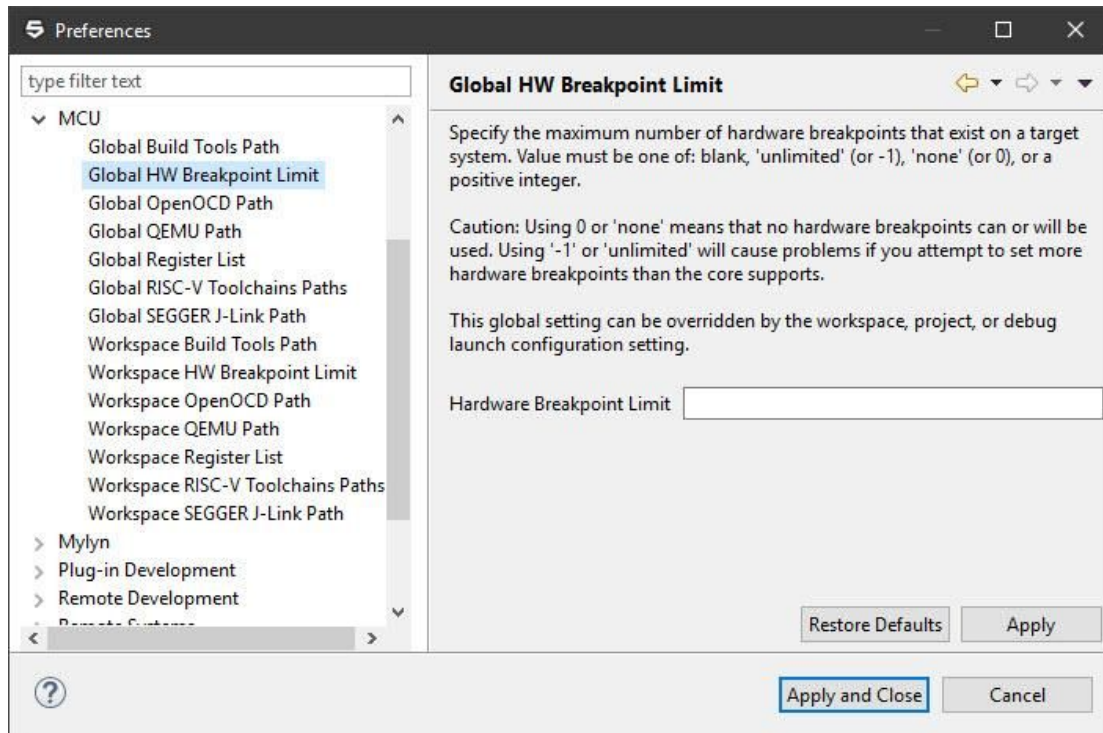 Preferences
type filter text
MCU
Global Build Tools Path
Global HW Breakpoint Limit
Global OpenOCD Path
Global QEMU Path
Global Register List
Global RISC-V Toolchains Paths
Global SEGGER J-Link Path
Workspace Build Tools Path
Workspace HW Breakpoint Limit
Workspace OpenOCD Path
Workspace QEMU Path
Workspace Register List
Workspace RISC-V Toolchains Paths
Workspace SEGGER J-Link Path
Mylyn
Plug-in Development
Remote Development
Global HW Breakpoint Limit
Specify the maximum number of hardware breakpoints that exist on a target
system. Value must be one of: blank, 'unlimited' (or -1), 'none' (or 0), or a
positive integer.
Caution: Using 0 or 'none' means that no hardware breakpoints can or will be
used. Using '-1' or 'unlimited' will cause problems if you attempt to set more
hardware breakpoints than the core supports.
This global setting can be overridden by the workspace, project, or debug
launch configuration setting.
Hardware Breakpoint Limit
Restore Defaults Apply
Apply and Close Cancel